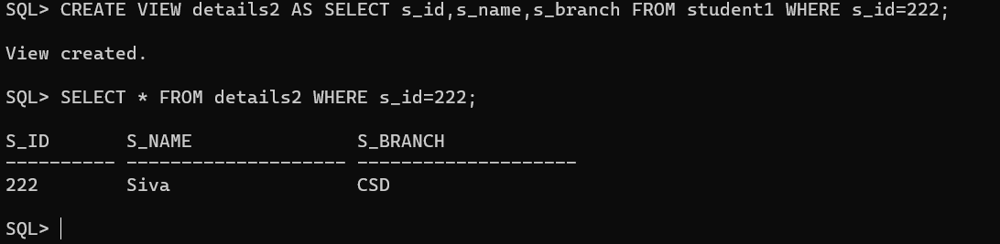 SQL> CREATE VIEW details2 AS SELECT s_id,s_name,s_branch FROM student1 WHERE s_id=222;
View created.
SQL> SELECT * FROM details2 WHERE s_id=222;
S_ID       S_NAME               S_BRANCH
---------- -------------------- --------------------
222        Siva                 CSD
SQL>